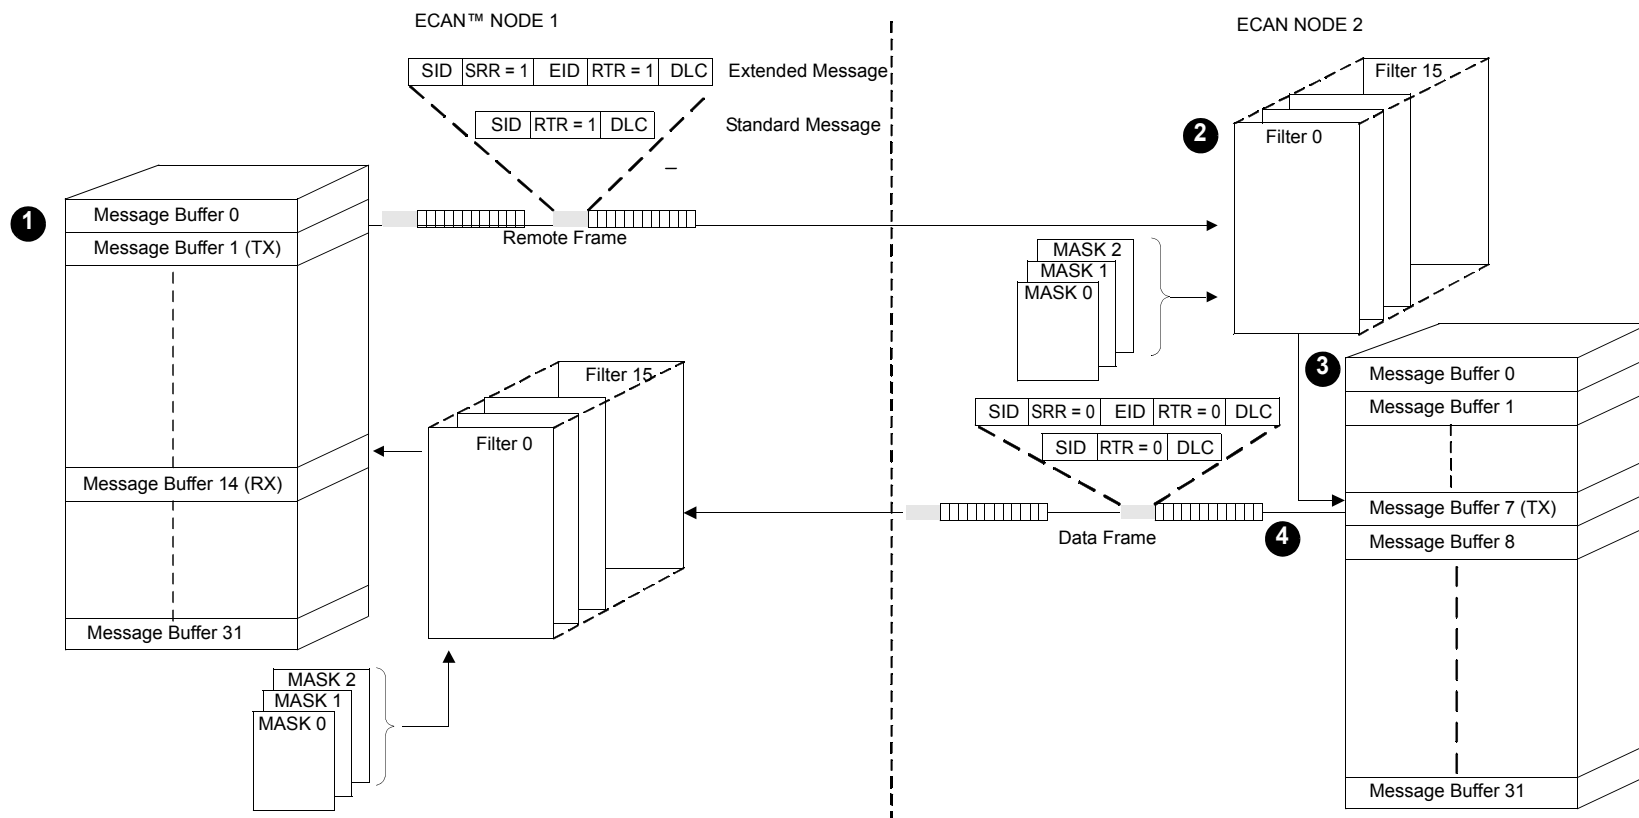 ECAN™ NODE 1
ECAN NODE 2
SID SRR = 1 EID RTR = 1 DLC Extended Message
SID RTR = 1 DLC Standard Message
Filter 15
Filter 0
2
–
1
Message Buffer 0
Message Buffer 1 (TX)
Message Buffer 14 (RX)
Message Buffer 31
Remote Frame
MASK 2
MASK 1
MASK 0
3
Message Buffer 0
Message Buffer 1
Message Buffer 7 (TX)
Message Buffer 8
Message Buffer 31
Filter 15
Filter 0
SID SRR = 0 EID RTR = 0 DLC
SID RTR = 0 DLC
Data Frame
4
MASK 2
MASK 1
MASK 0